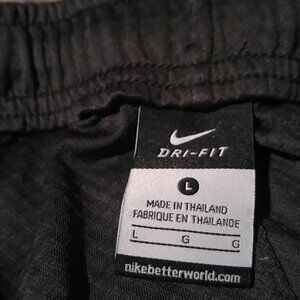 DRI-FIT
L
MADE IN THAILAND
FABRIQUE EN THAILANDE
L G G
nikebetterworld.com